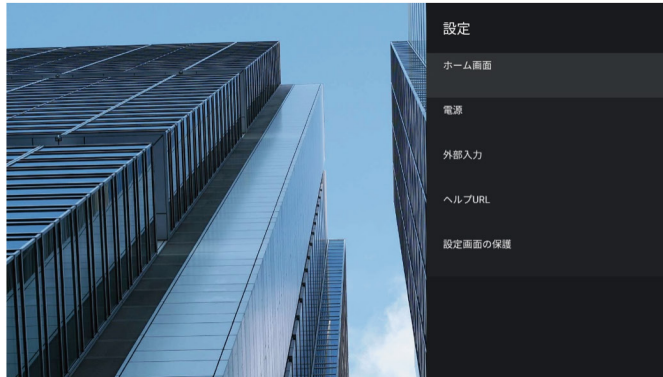 設定
ホーム画面
電源
外部入力
ヘルプURL
設定画面の保護